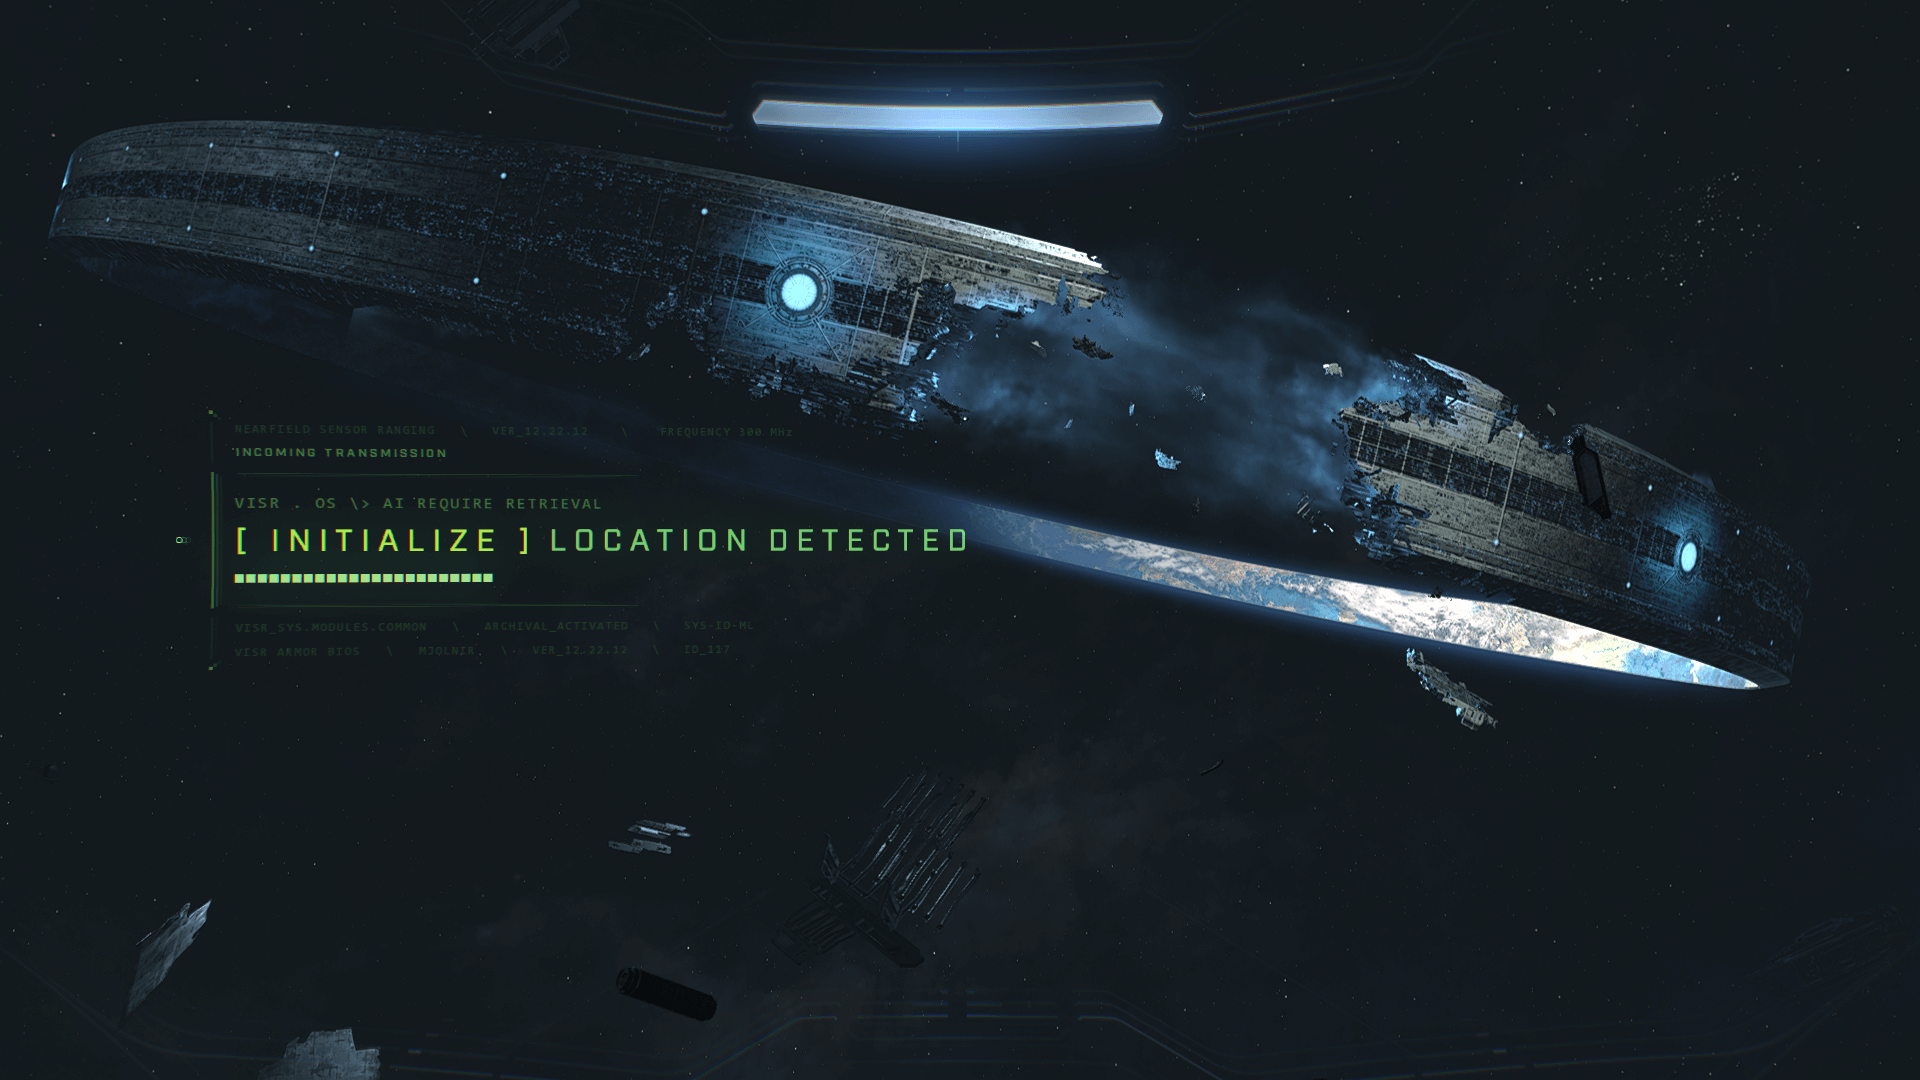 NEARFIELD SENSOR RANGING \ VER_12.22.12 \ FREQUENCY 300 MHz
INCOMING TRANSMISSION
VISR . OS \> AI REQUIRE RETRIEVAL
[ INITIALIZE ] LOCATION DETECTED
VISR_SYS.MODULES.COMMON \ ARCHIVAL_ACTIVATED \ SYS-ID-ML
VISR ARMOR BIOS \ MJOLNIR. \ VER_12.22.12 \ ID_117